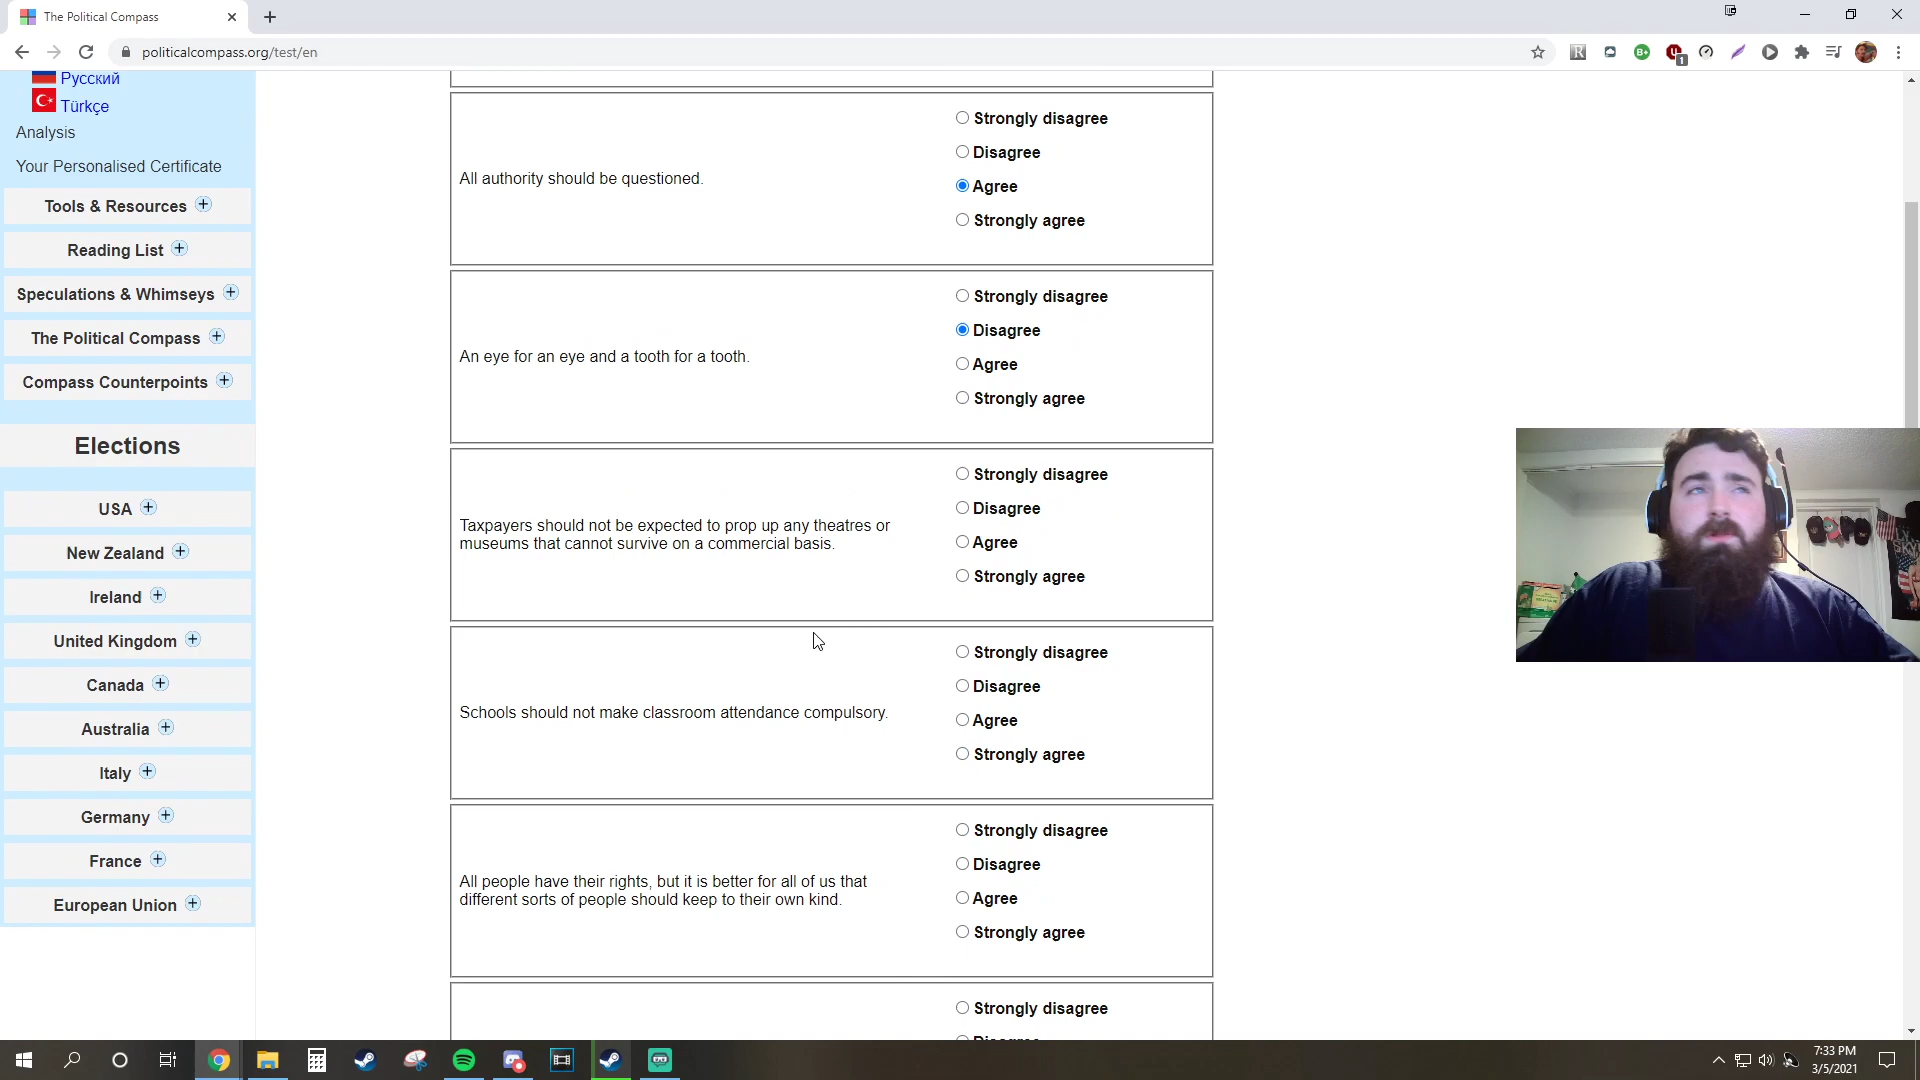 The Political Compass
politicalcompass.org/test/en
1
Русский
Türkçe
Analysis
Your Personalised Certificate
Tools & Resources
Reading List
Speculations & Whimseys
The Political Compass
Compass Counterpoints
Elections
USA
New Zealand
Ireland
United Kingdom
Canada
Australia
Italy
Germany
France
European Union
All authority should be questioned.
Strongly disagree
Disagree
Agree
Strongly agree
An eye for an eye and a tooth for a tooth.
Strongly disagree
Disagree
Agree
Strongly agree
Taxpayers should not be expected to prop up any theatres or
museums that cannot survive on a commercial basis.
Strongly disagree
Disagree
Agree
Strongly agree
Schools should not make classroom attendance compulsory.
Strongly disagree
Disagree
Agree
Strongly agree
All people have their rights, but it is better for all of us that
different sorts of people should keep to their own kind.
Strongly disagree
Disagree
Agree
Strongly agree
Strongly disagree
Disagree
7:33 PM
3/5/2021